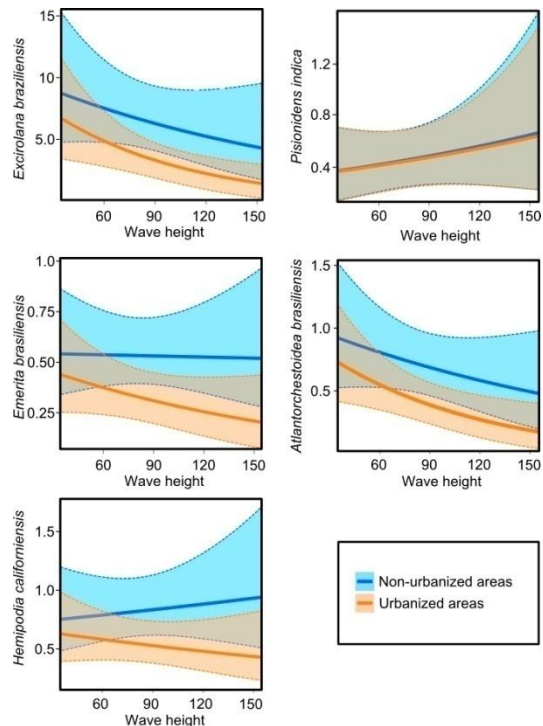 15
10
5.0
Excirolana braziliensis
60 90 120 150
Wave height
1.2
0.8
0.4
Pisionidens indica
60 90 120 150
Wave height
1.0
0.75
0.50
0.25
Emerita brasiliensis
60 90 120 150
Wave height
1.5
1.0
0.5
Atlantorchestoidea brasiliensis
60 90 120 150
Wave height
1.5
1.0
0.5
Hemipodia californiensis
60 90 120 150
Wave height
Non-urbanized areas
Urbanized areas